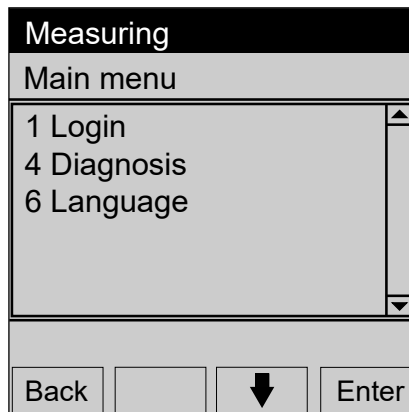 Measuring
Main menu
1 Login
4 Diagnosis
6 Language
Back
Enter